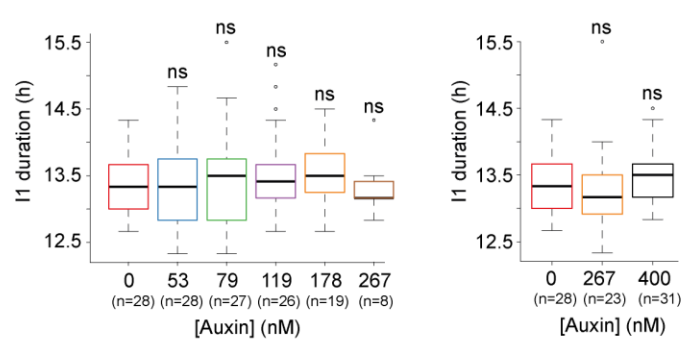 ns
ns
ns
ns
ns
15.5
14.5
13.5
12.5
I1 duration (h)
0 53 79 119 178 267
(n=28) (n=28) (n=27) (n=26) (n=19) (n=8)
[Auxin] (nM)
ns
ns
15.5
14.5
13.5
12.5
I1 duration (h)
0 267 400
(n=28) (n=23) (n=31)
[Auxin] (nM)